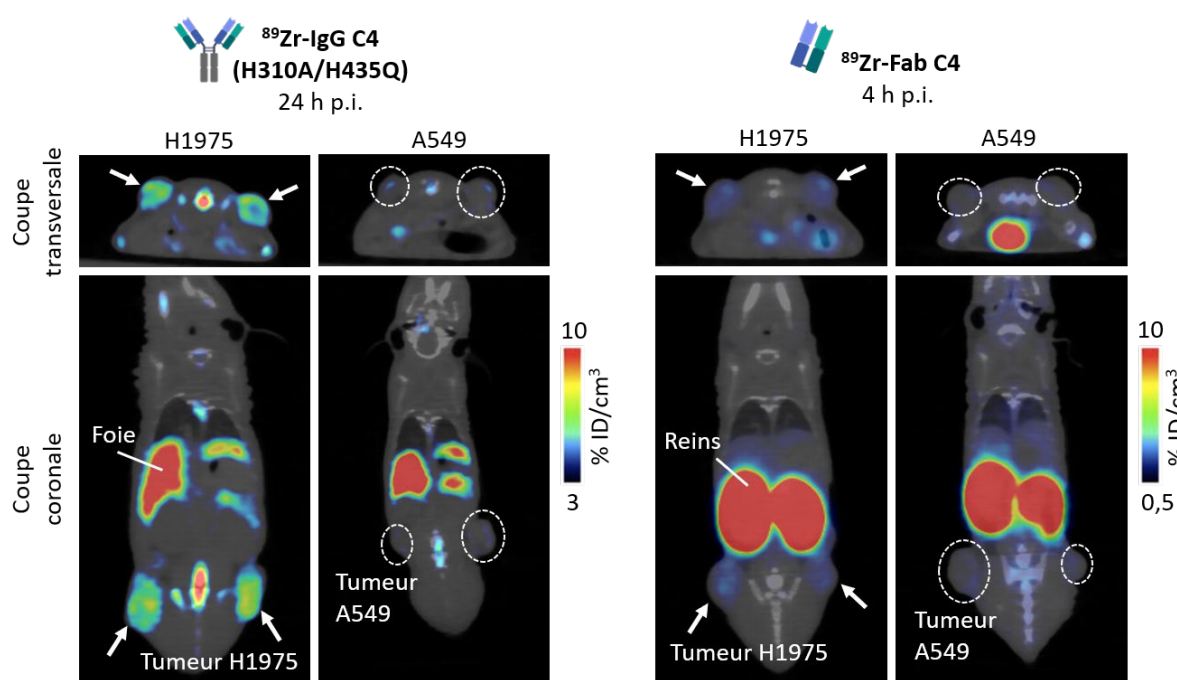 ⁸⁹Zr-IgG C4
(H310A/H435Q)
24 h p.i.
H1975
A549
Coupe
transversale
Coupe
coronale
Foie
Tumeur H1975
Tumeur
A549
10
% ID/cm³
3
⁸⁹Zr-Fab C4
4 h p.i.
H1975
A549
Reins
Tumeur H1975
Tumeur
A549
10
% ID/cm³
0,5